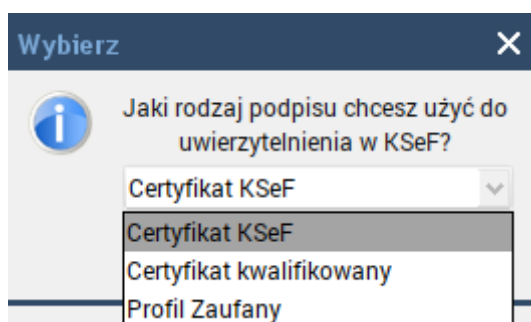 Wybierz
Jaki rodzaj podpisu chcesz użyć do
uwierzytelnienia w KSeF?
Certyfikat KSeF
Certyfikat KSeF
Certyfikat kwalifikowany
Profil Zaufany